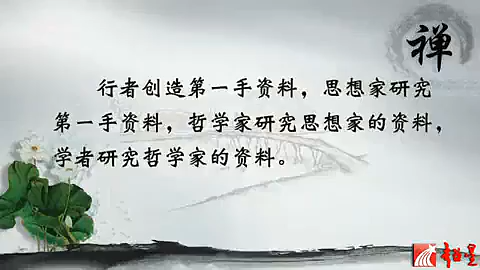 禅
行者创造第一手资料，思想家研究
第一手资料，哲学家研究思想家的资料，
学者研究哲学家的资料。